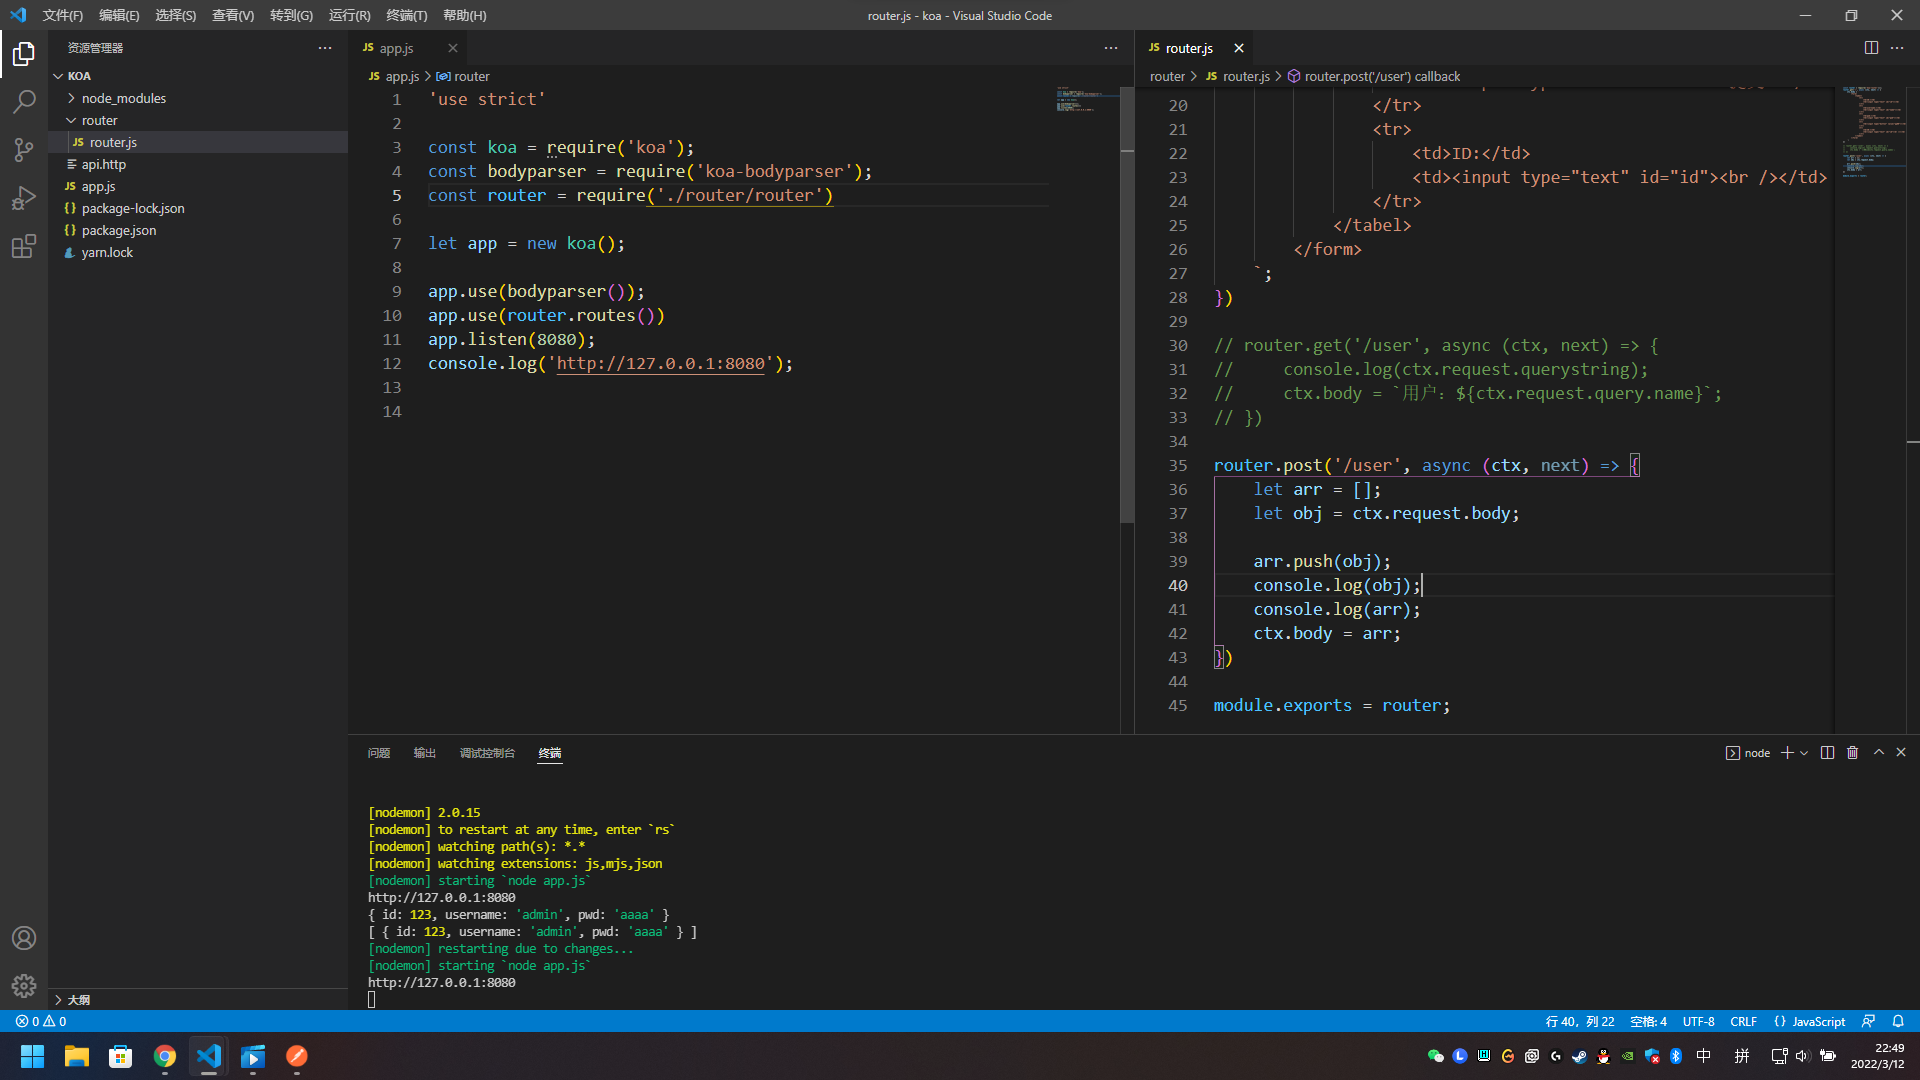 文件(F) 编辑(E) 选择(S) 查看(V) 转到(G) 运行(R) 终端(T) 帮助(H)
router.js - koa - Visual Studio Code
资源管理器
KOA
node_modules
router
JS router.js
api.http
JS app.js
{} package-lock.json
{} package.json
yarn.lock
大纲
JS app.js
JS app.js > router
1 'use strict'
2
3 const koa = require('koa');
4 const bodyparser = require('koa-bodyparser');
5 const router = require('./router/router')
6
7 let app = new koa();
8
9 app.use(bodyparser());
10 app.use(router.routes())
11 app.listen(8080);
12 console.log('http://127.0.0.1:8080');
13
14
JS router.js
router > JS router.js > router.post('/user') callback
20 </tr>
21 <tr>
22 <td>ID:</td>
23 <td><input type="text" id="id"><br /></td>
24 </tr>
25 </tabel>
26 </form>
27 `;
28 })
29
30 // router.get('/user', async (ctx, next) => {
31 //     console.log(ctx.request.querystring);
32 //     ctx.body = `用户: ${ctx.request.query.name}`;
33 // })
34
35 router.post('/user', async (ctx, next) => {
36     let arr = [];
37     let obj = ctx.request.body;
38
39     arr.push(obj);
40     console.log(obj);
41     console.log(arr);
42     ctx.body = arr;
43 })
44
45 module.exports = router;
问题 输出 调试控制台 终端
node
[nodemon] 2.0.15
[nodemon] to restart at any time, enter `rs`
[nodemon] watching path(s): *.*
[nodemon] watching extensions: js,mjs,json
[nodemon] starting `node app.js`
http://127.0.0.1:8080
{ id: 123, username: 'admin', pwd: 'aaaa' }
[ { id: 123, username: 'admin', pwd: 'aaaa' } ]
[nodemon] restarting due to changes...
[nodemon] starting `node app.js`
http://127.0.0.1:8080
0 0
行 40，列 22 空格: 4 UTF-8 CRLF {} JavaScript
中 拼
22:49
2022/3/12